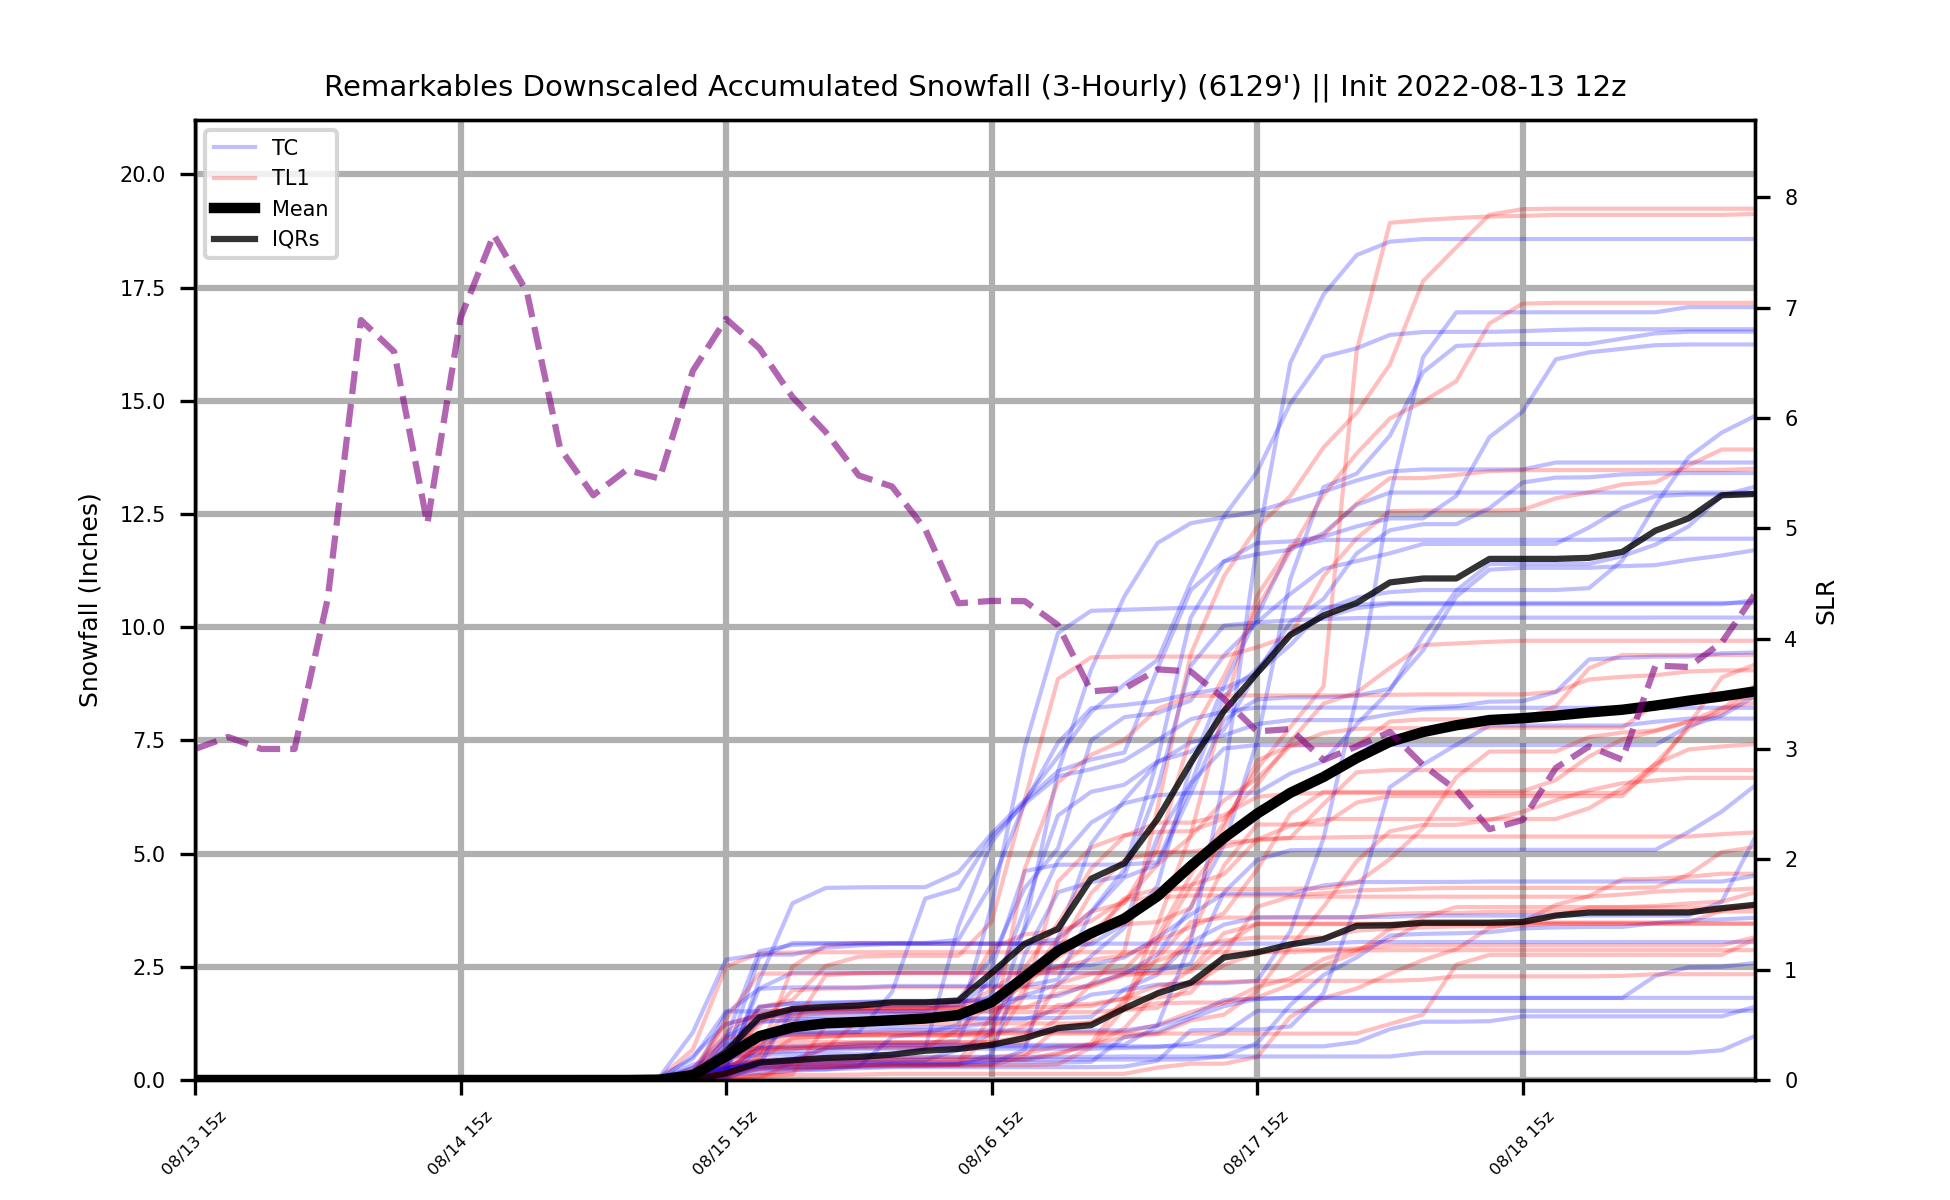 Remarkables Downscaled Accumulated Snowfall (3-Hourly) (6129') || Init 2022-08-13 12z
TC
TL1
Mean
IQRs
20.0
17.5
15.0
12.5
10.0
7.5
5.0
2.5
0.0
Snowfall (Inches)
8
7
6
5
4
3
2
1
0
SLR
08/13 15z
08/14 15z
08/15 15z
08/16 15z
08/17 15z
08/18 15z